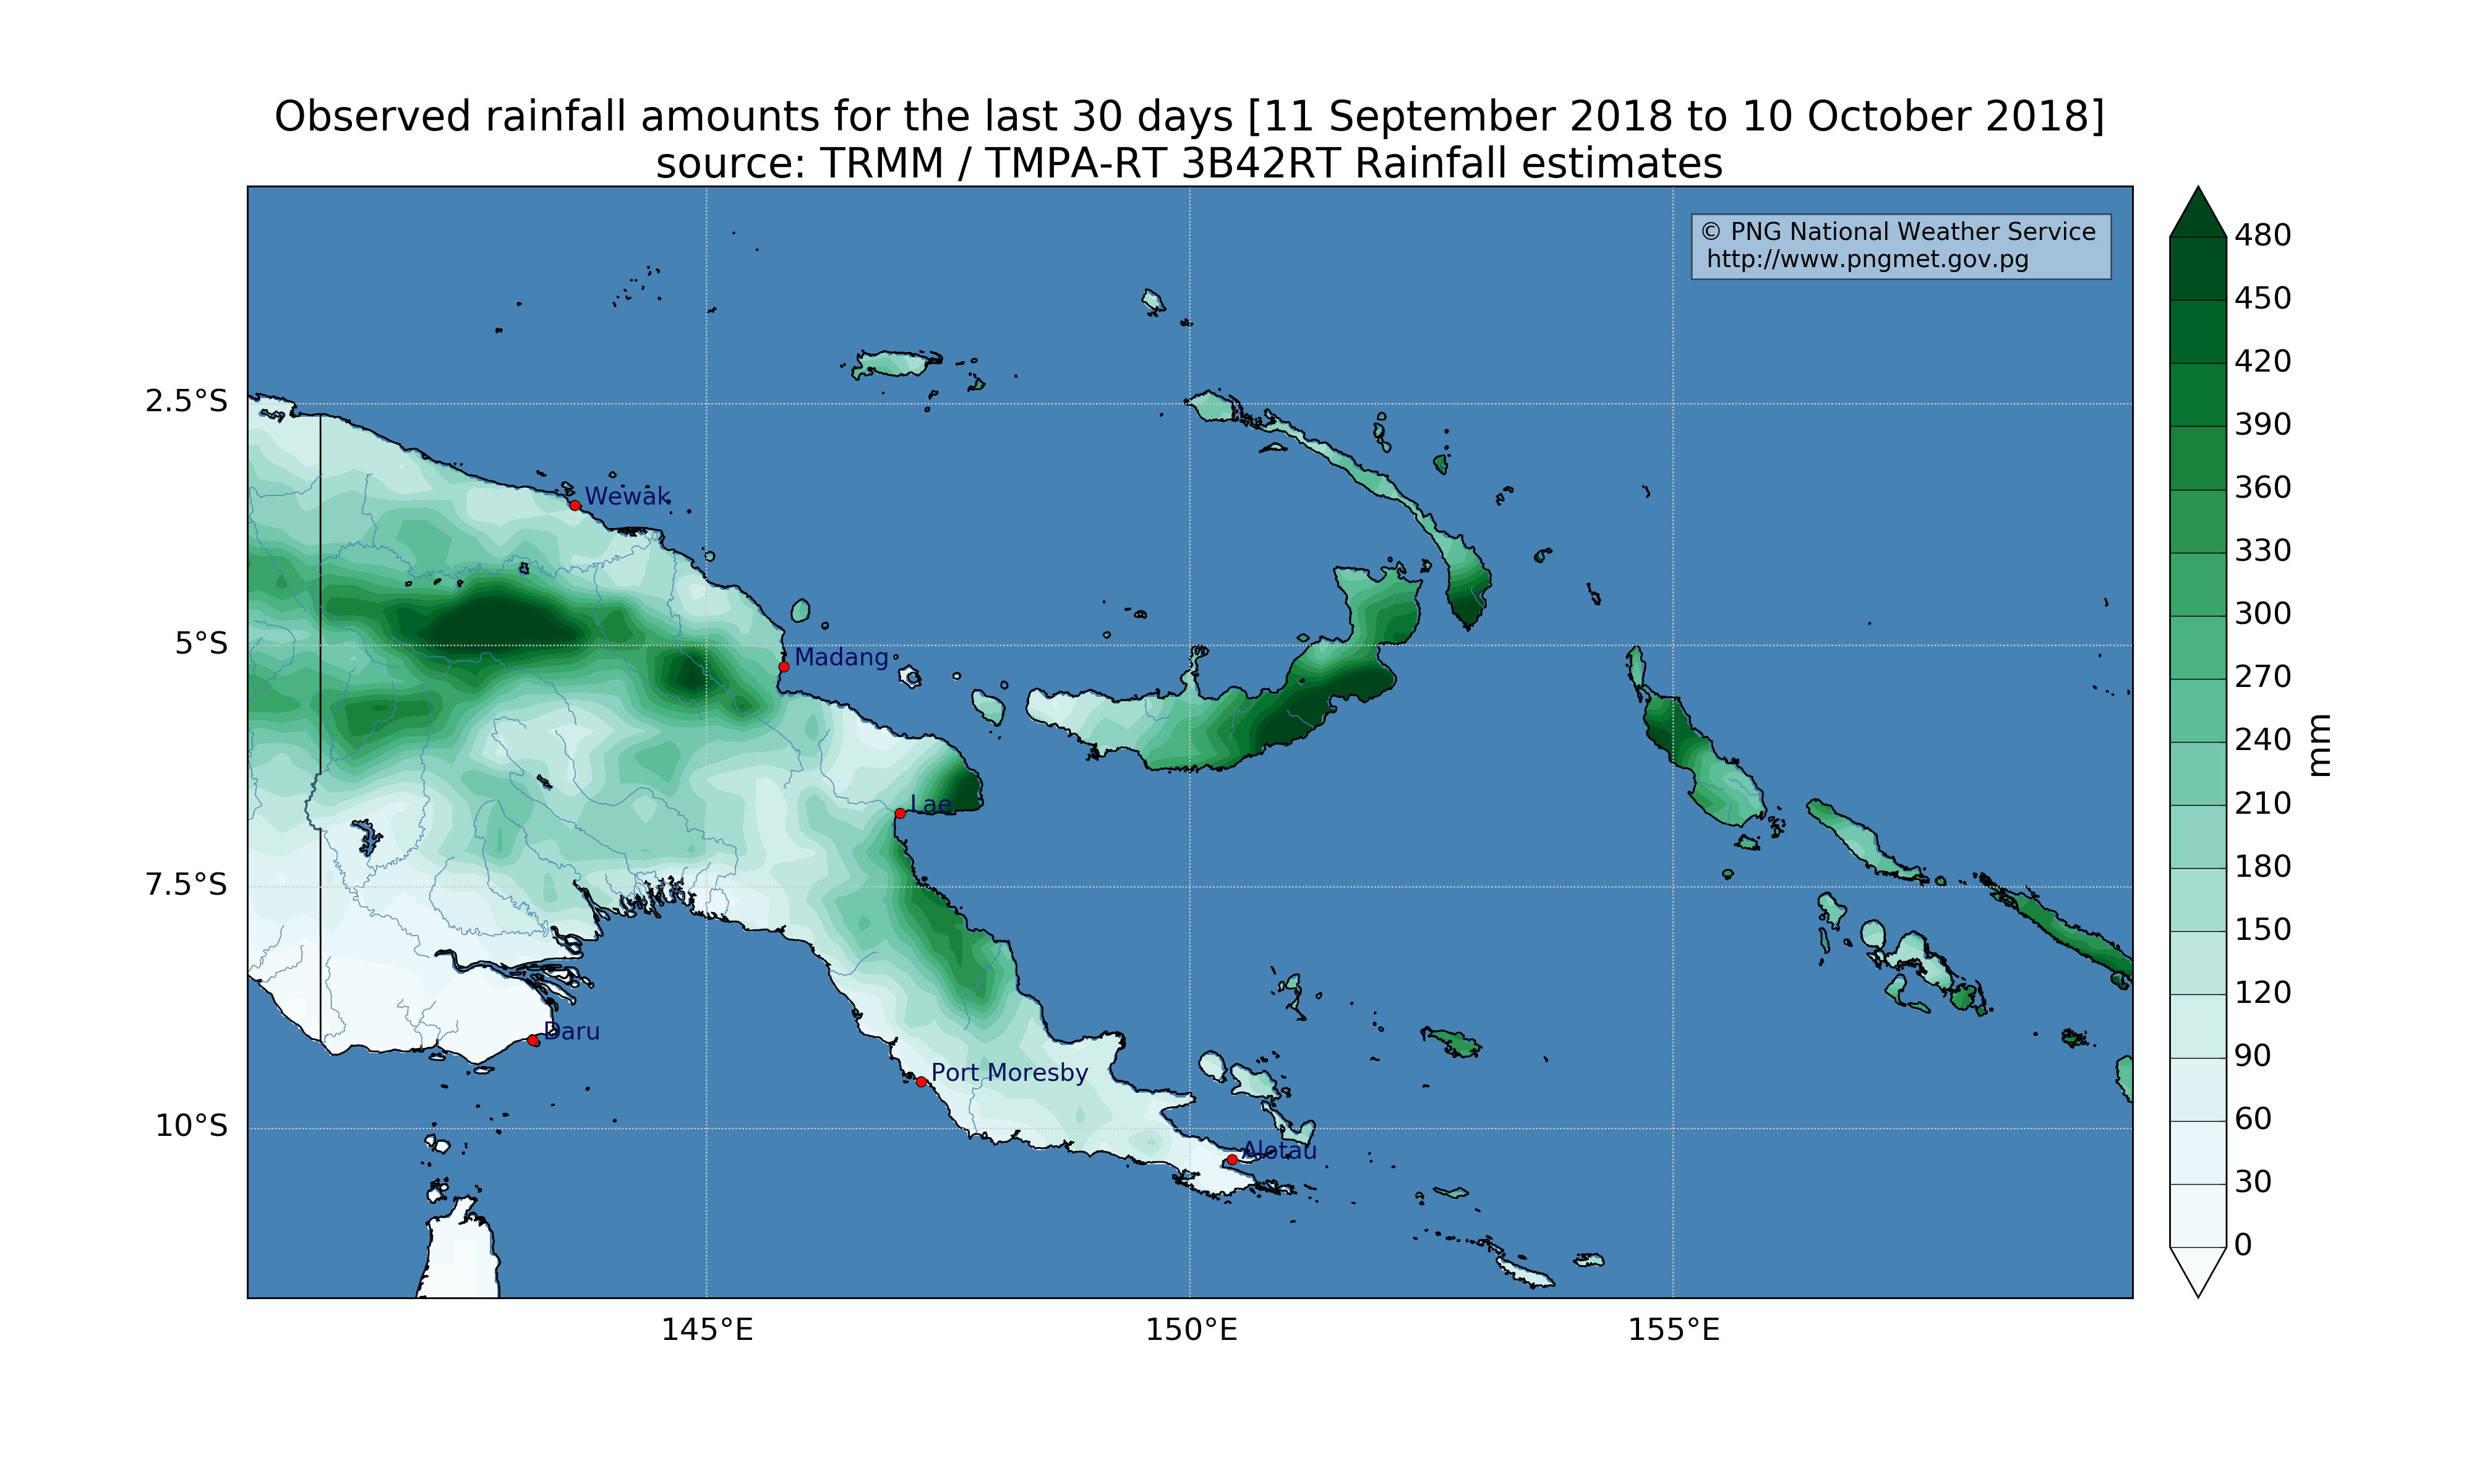 Observed rainfall amounts for the last 30 days [11 September 2018 to 10 October 2018]
source: TRMM / TMPA-RT 3B42RT Rainfall estimates
© PNG National Weather Service
http://www.pngmet.gov.pg
2.5°S
5°S
7.5°S
10°S
Wewak
Madang
Lae
Daru
Port Moresby
Alotau
145°E
150°E
155°E
480
450
420
390
360
330
300
270
240
210
180
150
120
90
60
30
0
mm